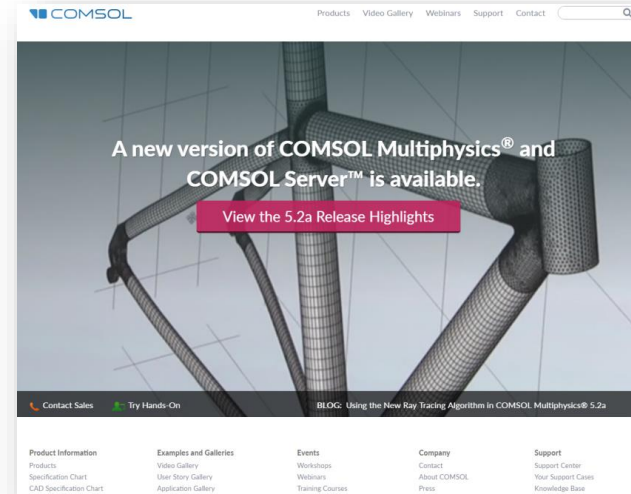 COMSOL
Products Video Gallery Webinars Support Contact
A new version of COMSOL Multiphysics® and
COMSOL Server™ is available.
View the 5.2a Release Highlights
Contact Sales Try Hands-On BLOG: Using the New Ray Tracing Algorithm in COMSOL Multiphysics® 5.2a
Product Information Examples and Galleries Events Company Support
Products Video Gallery Workshops Contact Support Center
Specification Chart User Story Gallery Webinars About COMSOL Your Support Cases
CAD Specification Chart Application Gallery Training Courses Press Knowledge Base